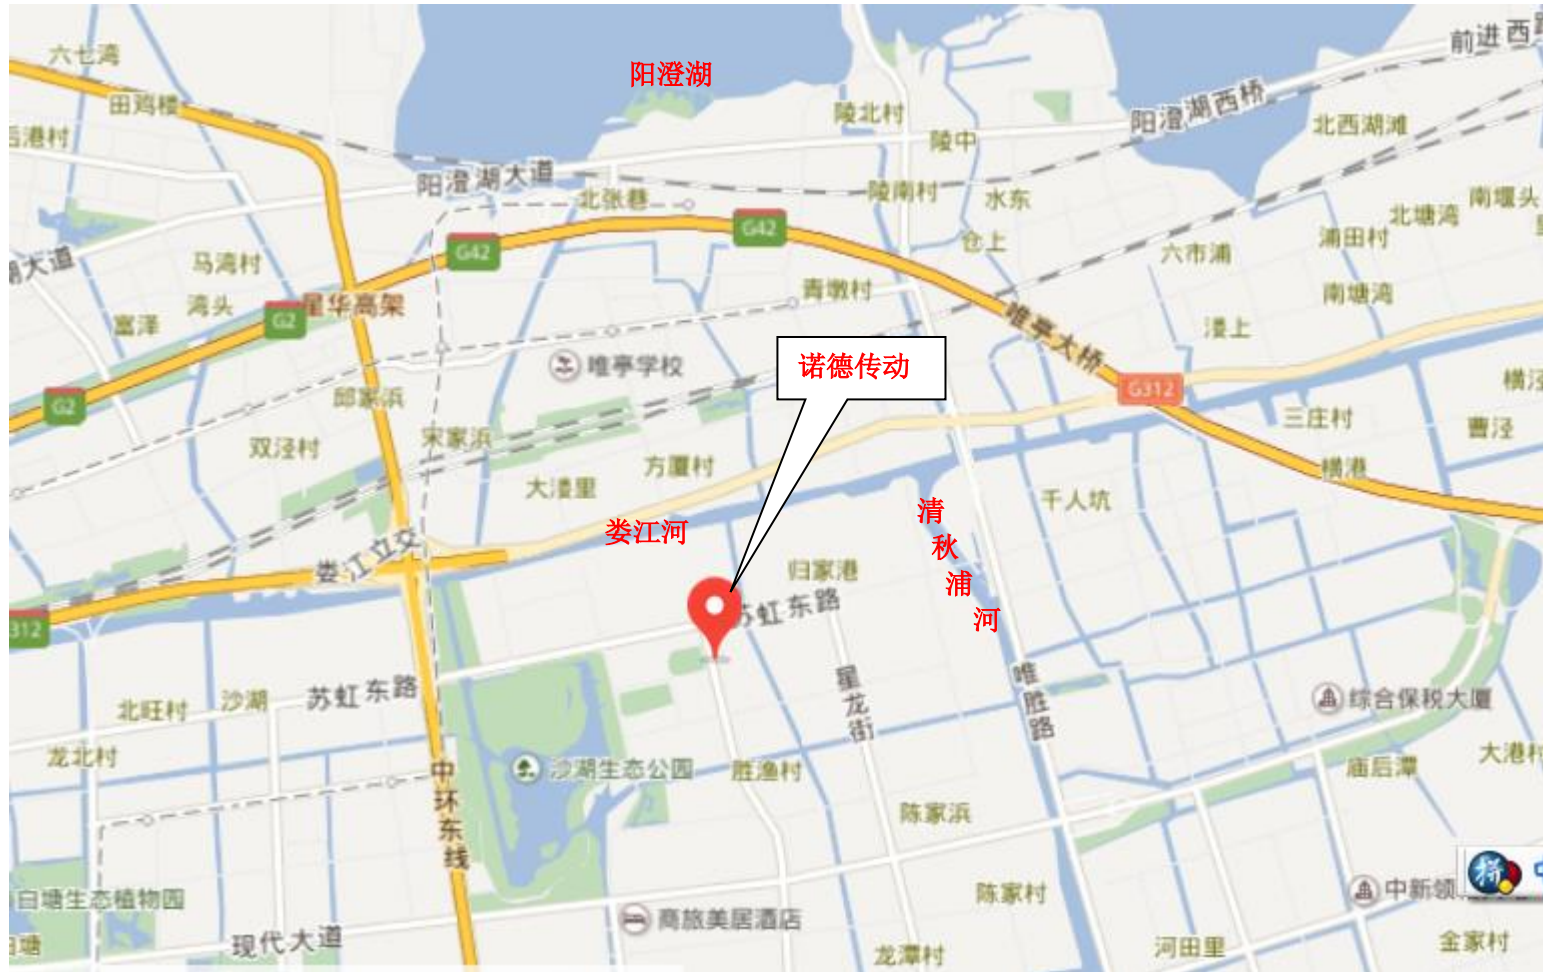 前进西路
六七湾
阳澄湖
田鸡楼
阳澄湖西桥
陵北村
北西湖滩
后港村
陵中
阳澄湖大道
北张巷
陵南村
水东
南堰头
北塘湾
G42
G42
仓上
浦田村
马湾村
六市浦
湖大道
青墩村
南塘湾
湾头
星华高架
富泽
G2
唯亭大桥
溇上
唯亭学校
诺德传动
横泾
G312
邱家浜
G2
三庄村
曹泾
双泾村
宋家浜
方厦村
横港
大溇里
千人坑
清秋浦河
娄江河
娄江立交
归家港
苏虹东路
312
星龙街
唯胜路
苏虹东路
沙湖
北旺村
综合保税大厦
龙北村
沙湖生态公园
胜渔村
庙后潭
大港村
中环东线
陈家浜
拼
中新领
白塘生态植物园
陈家村
商旅美居酒店
现代大道
白塘
龙潭村
河田里
金家村